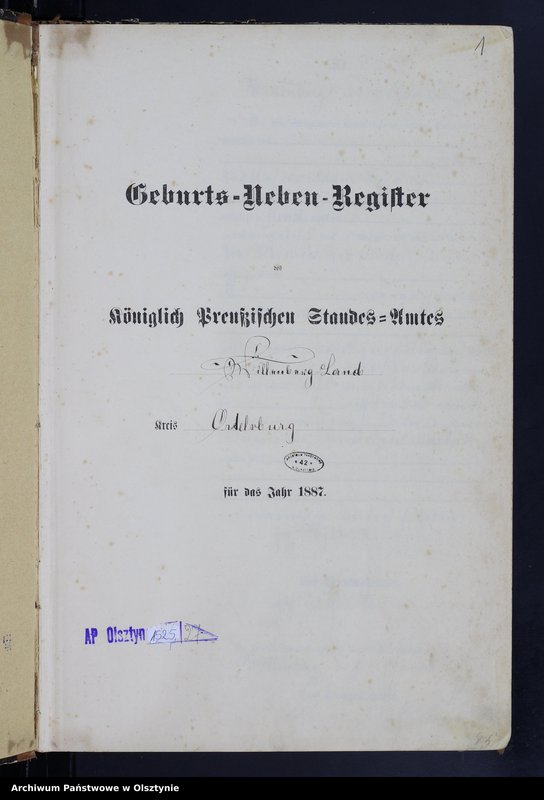 1
Geburts-Neben-Register
des
Königlich Preußischen Standes-Amtes
Willenberg Land
Kreis Ortelsburg
42
für das Jahr 1887.
AP Olsztyn 1525
Archiwum Państwowe w Olsztynie